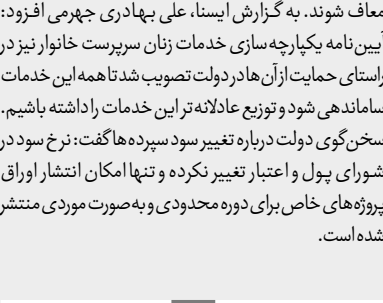 معاف شوند. به گزارش ایسنا، علی بهادری جهرمی افزود:
آیین‌نامه یکپارچه‌سازی خدمات زنان سرپرست خانوار نیز در
راستای حمایت از آن‌ها در دولت تصویب شد تا همه این خدمات
ساماندهی شود و توزیع عادلانه‌تر این خدمات را داشته باشیم.
سخن‌گوی دولت درباره تغییر سود سپرده‌ها گفت: نرخ سود در
شورای پول و اعتبار تغییر نکرده و تنها امکان انتشار اوراق
پروژه‌های خاص برای دوره محدودی و به‌صورت موردی منتشر
شده است.